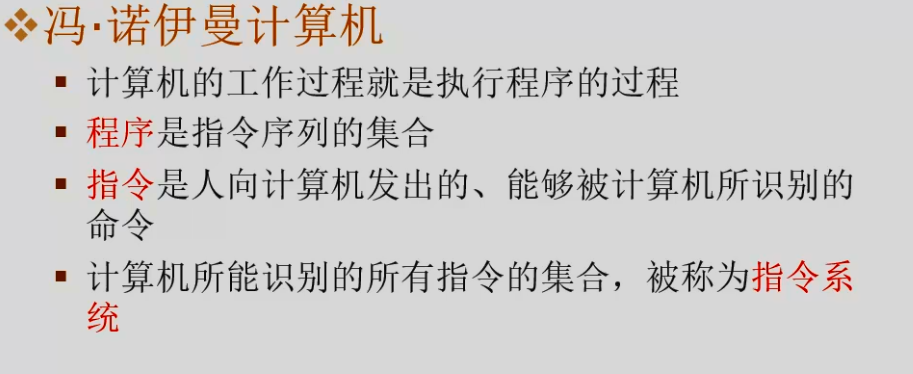 冯·诺伊曼计算机
计算机的工作过程就是执行程序的过程
程序是指令序列的集合
指令是人向计算机发出的、能够被计算机所识别的
命令
计算机所能识别的所有指令的集合，被称为指令系
统